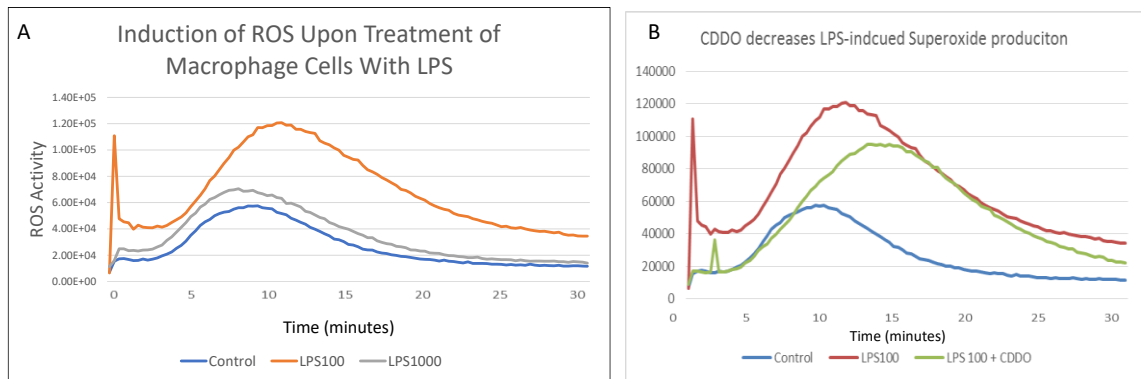 A
Induction of ROS Upon Treatment of
Macrophage Cells With LPS
ROS Activity
1.40E+05
1.20E+05
1.00E+05
8.00E+04
6.00E+04
4.00E+04
2.00E+04
0.00E+00
0 5 10 15 20 25 30
Time (minutes)
Control LPS100 LPS1000
B
CDDO decreases LPS-indcued Superoxide produciton
140000
120000
100000
80000
60000
40000
20000
0
0 5 10 15 20 25 30
Time (minutes)
Control LPS100 LPS 100 + CDDO